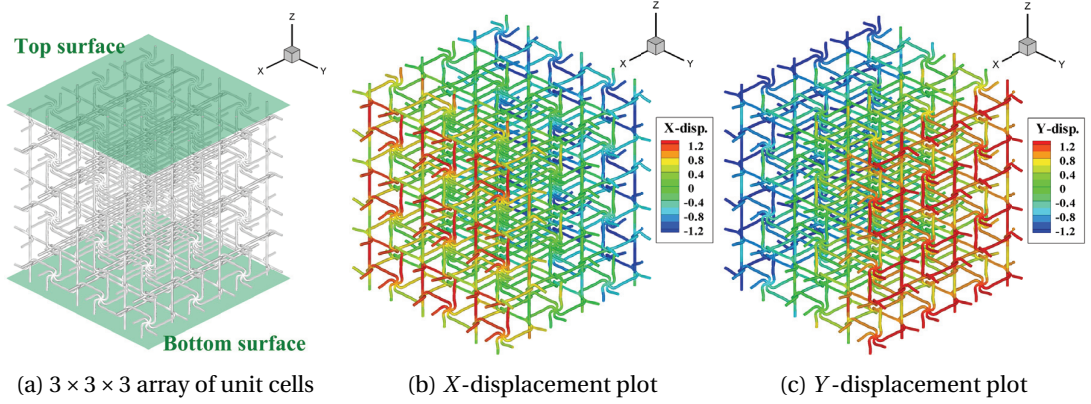 Top surface
Bottom surface
Z
X
Y
(a) 3 × 3 × 3 array of unit cells
Z
X
Y
X-disp.
1.2
0.8
0.4
0
-0.4
-0.8
-1.2
(b) X-displacement plot
Z
X
Y
Y-disp.
1.2
0.8
0.4
0
-0.4
-0.8
-1.2
(c) Y-displacement plot